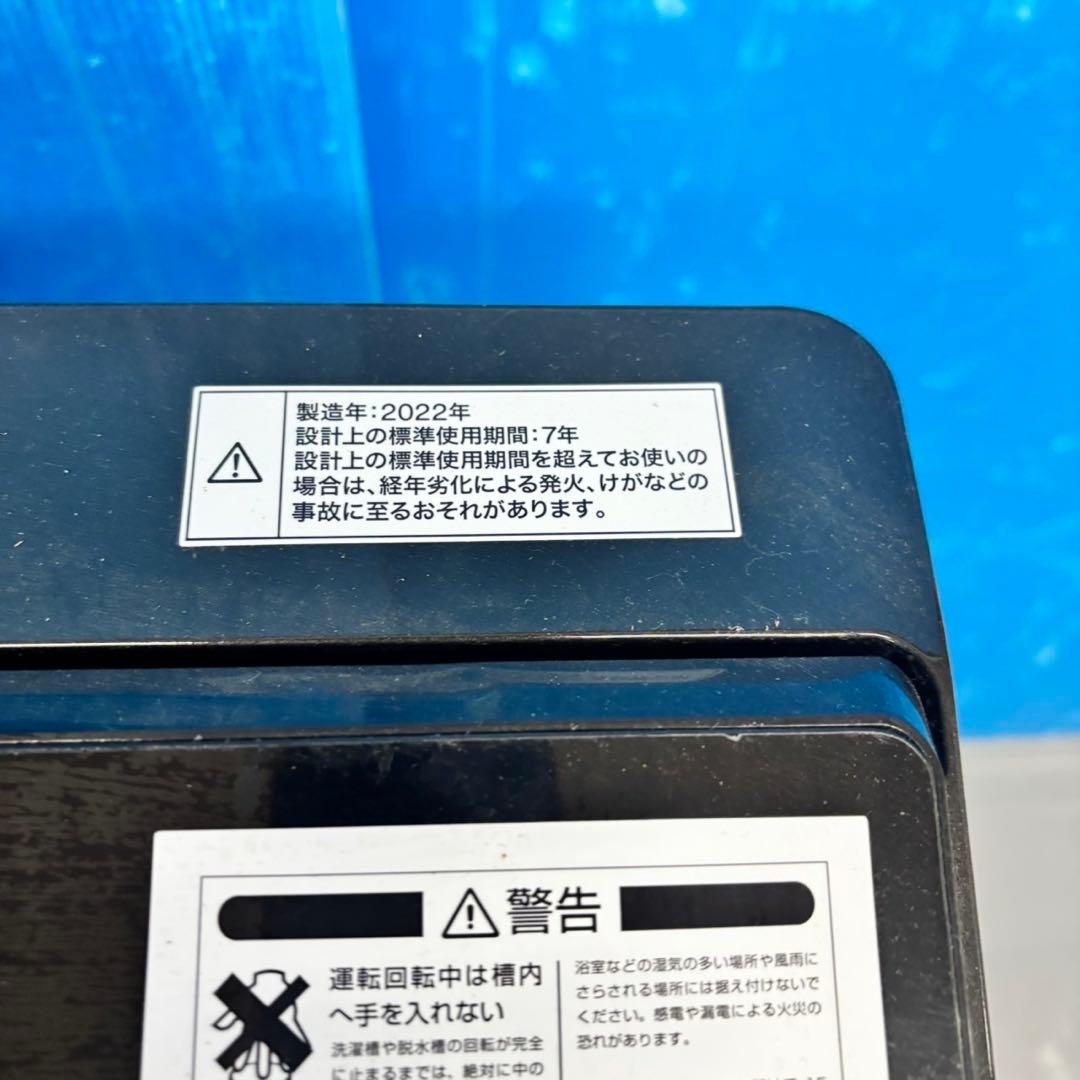 製造年:2022年
設計上の標準使用期間:7年
設計上の標準使用期間を超えてお使いの
場合は、経年劣化による発火、けがなどの
事故に至るおそれがあります。
警告
運転回転中は槽内
へ手を入れない
洗濯槽や脱水槽の回転が完全
に止まるまでは、絶対に中の
浴室などの湿気の多い場所や風雨に
さらされる場所には据え付けないで
ください。感電や漏電による火災の
恐れがあります。